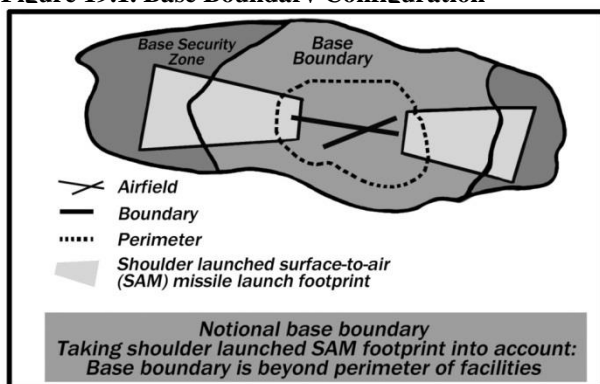 Figure 19.1. Base Boundary Configuration
Base Security
Zone
Base
Boundary
Airfield
Boundary
Perimeter
Shoulder launched surface-to-air
(SAM) missile launch footprint
Notional base boundary
Taking shoulder launched SAM footprint into account:
Base boundary is beyond perimeter of facilities